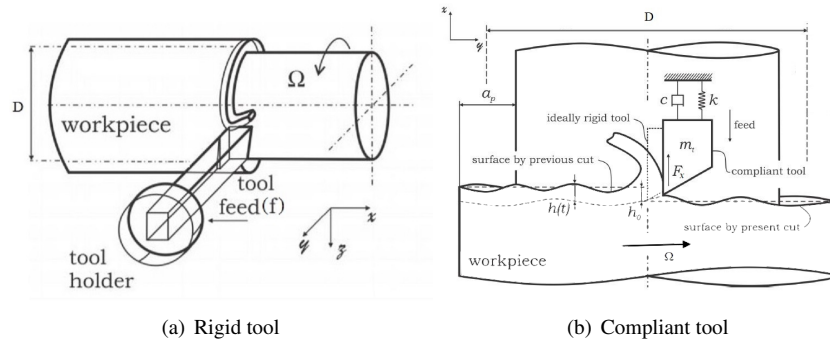 D
workpiece
Ω
tool
feed(f)
x
y
z
tool
holder
(a) Rigid tool
x
y
D
a_p
c
k
ideally rigid tool
feed
surface by previous cut
m_t
F_x
compliant tool
h(t)
h_0
surface by present cut
workpiece
Ω
(b) Compliant tool